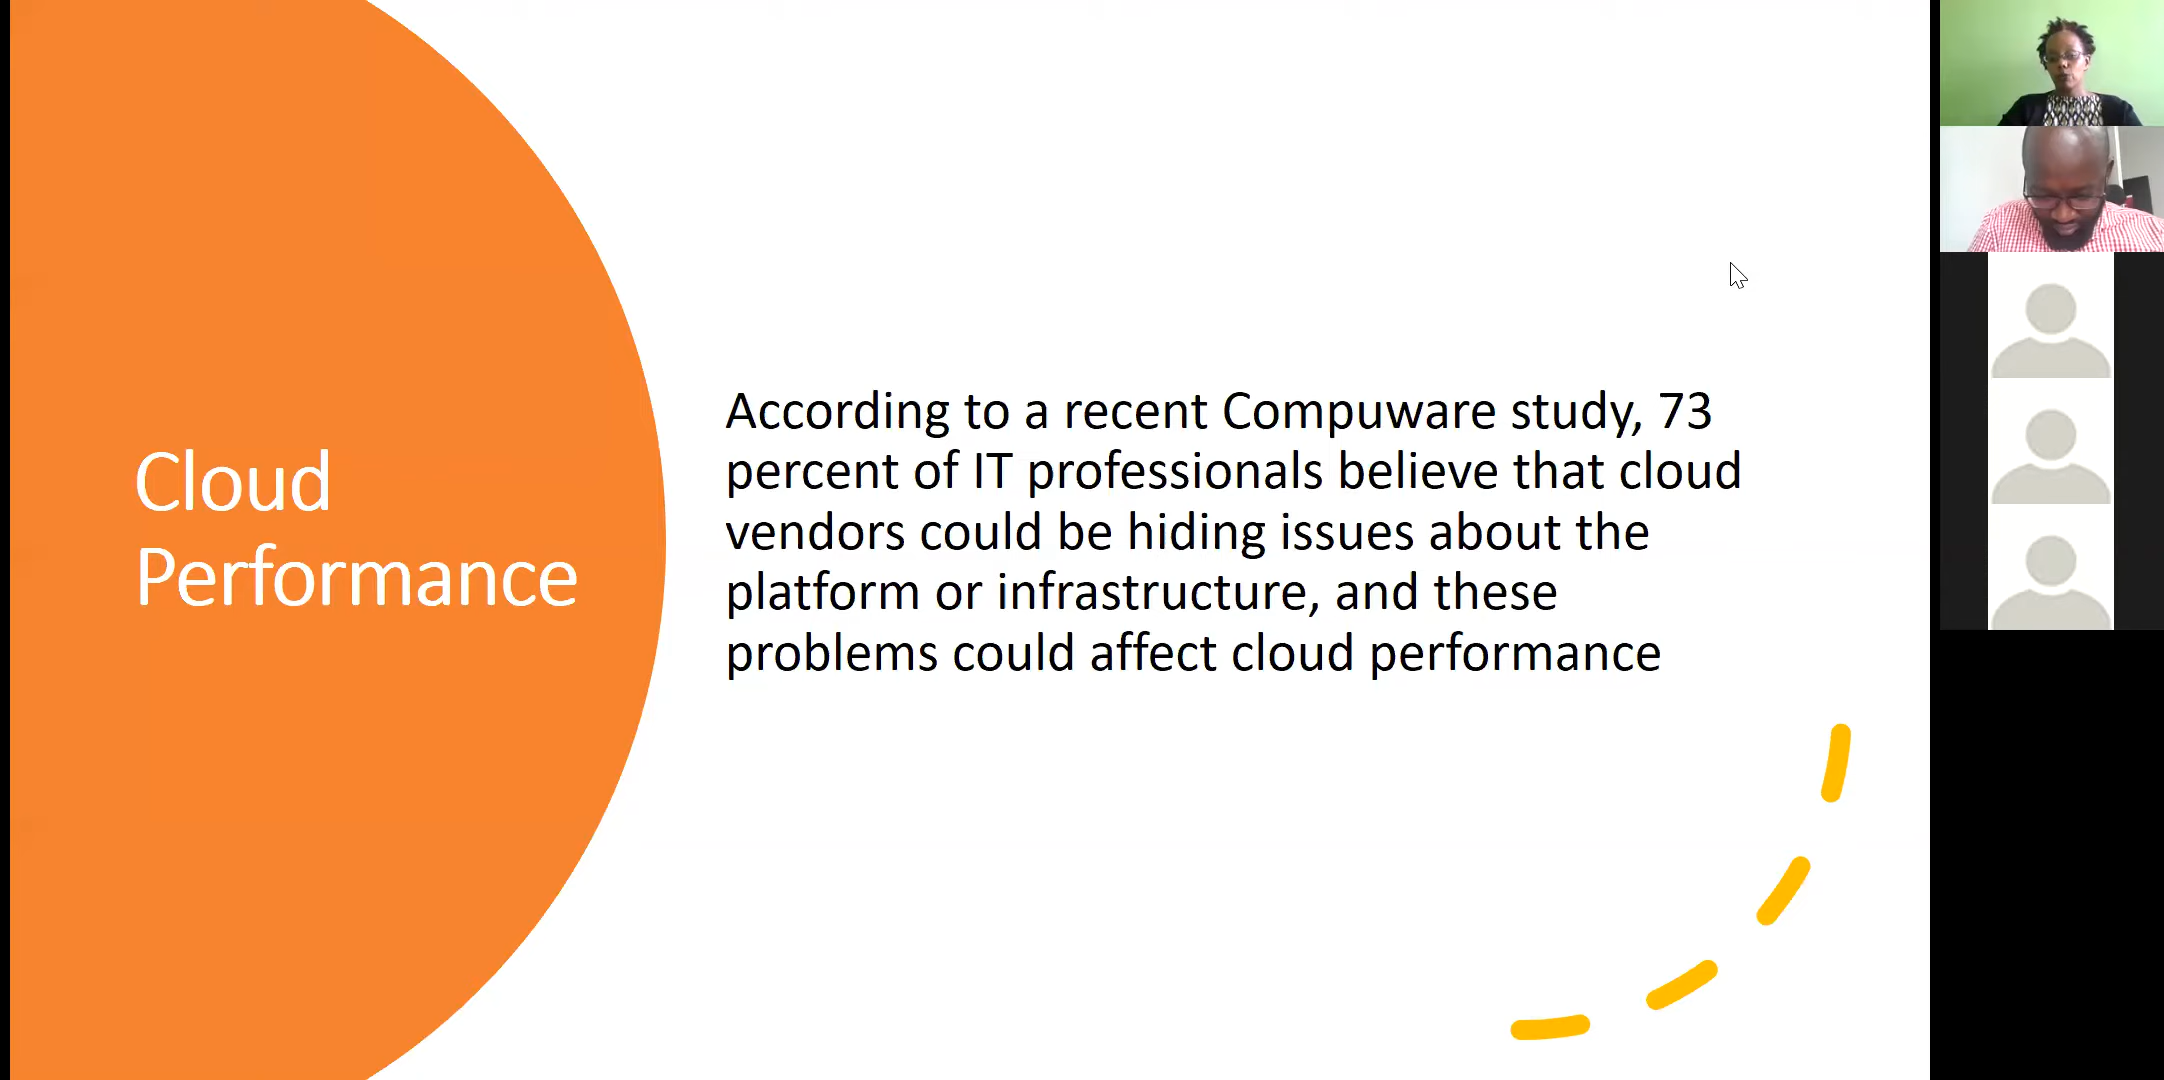 Cloud
Performance
According to a recent Compuware study, 73
percent of IT professionals believe that cloud
vendors could be hiding issues about the
platform or infrastructure, and these
problems could affect cloud performance